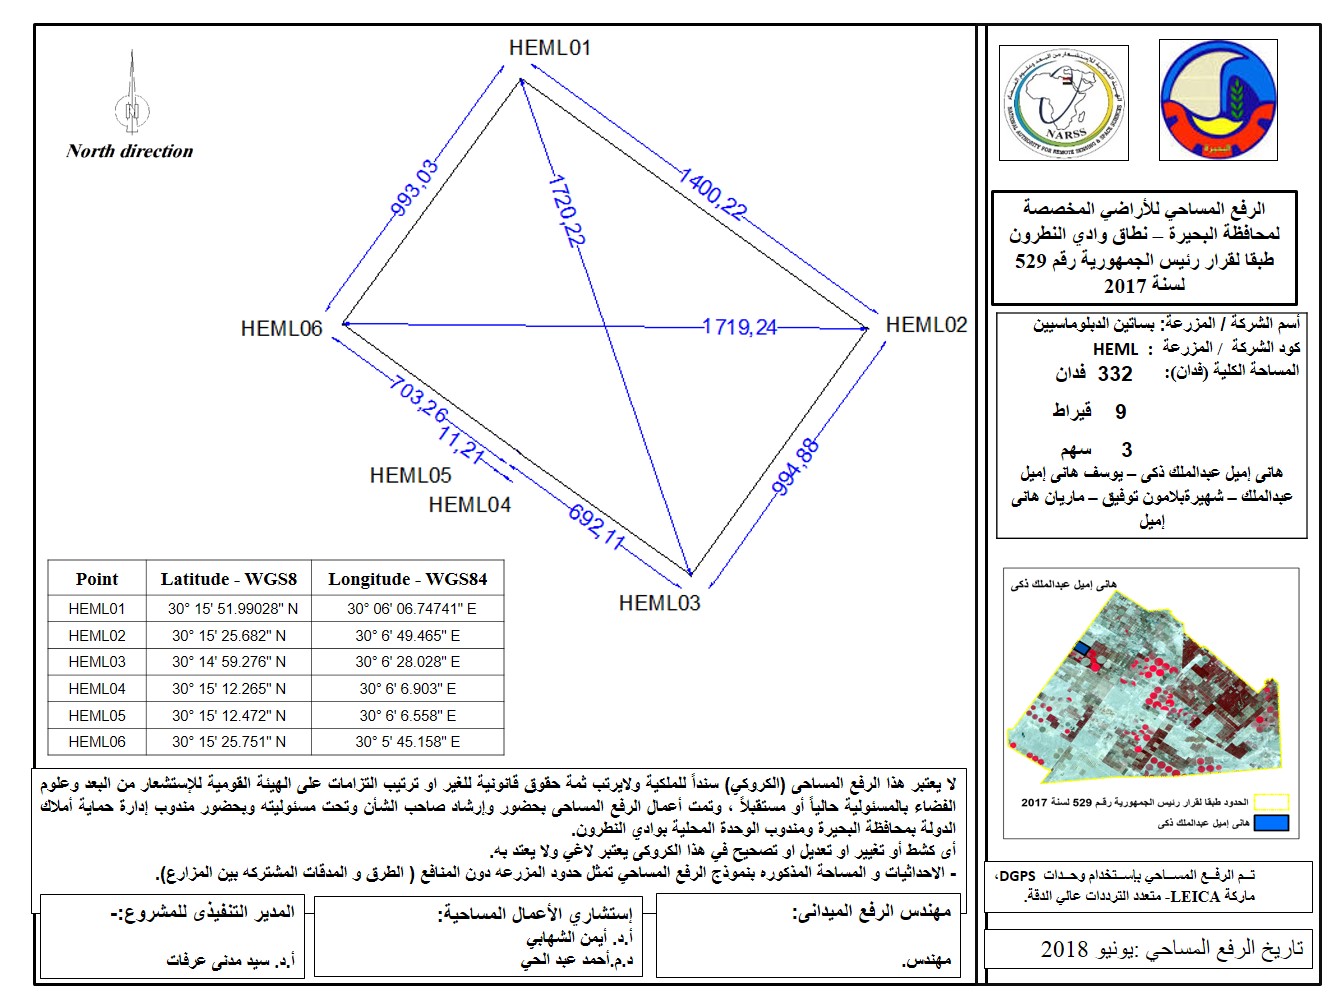 HEML01
North direction
993,03
1400,22
1720,22
1719,24
HEML06
HEML02
703,26
11,21
HEML05
HEML04
692,11
994,88
HEML03
Point Latitude - WGS8 Longitude - WGS84
HEML01 30° 15' 51.99028" N 30° 06' 06.74741" E
HEML02 30° 15' 25.682" N 30° 6' 49.465" E
HEML03 30° 14' 59.276" N 30° 6' 28.028" E
HEML04 30° 15' 12.265" N 30° 6' 6.903" E
HEML05 30° 15' 12.472" N 30° 6' 6.558" E
HEML06 30° 15' 25.751" N 30° 5' 45.158" E
لا يعتبر هذا الرفع المساحى (الكروكي) سنداً للملكية ولايرتب ثمة حقوق قانونية للغير او ترتيب التزامات على الهيئة القومية للإستشعار من البعد وعلوم
الفضاء بالمسئولية حالياً أو مستقبلاً ، وتمت أعمال الرفع المساحى بحضور وإرشاد صاحب الشأن وتحت مسئوليته وبحضور مندوب إدارة حماية أملاك
الدولة بمحافظة البحيرة ومندوب الوحدة المحلية بوادي النطرون.
أى كشط أو تغيير او تعديل او تصحيح في هذا الكروكى يعتبر لاغي ولا يعتد به.
- الاحداثيات و المساحة المذكوره بنموذج الرفع المساحي تمثل حدود المزرعه دون المنافع ( الطرق و المدقات المشتركه بين المزارع).
مهندس الرفع الميدانى:
مهندس.
إستشاري الأعمال المساحية:
أ.د. أيمن الشهابي
د.م.أحمد عبد الحي
المدير التنفيذى للمشروع:-
أ.د. سيد مدنى عرفات
NARSS
NATIONAL AUTHORITY FOR REMOTE SENSING & SPACE SCIENCES
البحيرة
الرفع المساحي للأراضي المخصصة
لمحافظة البحيرة – نطاق وادي النطرون
طبقا لقرار رئيس الجمهورية رقم 529
لسنة 2017
أسم الشركة / المزرعة: بساتين الدبلوماسيين
كود الشركة / المزرعة : HEML
المساحة الكلية (فدان): 332 فدان
9 قيراط
3 سهم
هانى إميل عبدالملك ذكى – يوسف هانى إميل
عبدالملك – شهيرةبلامون توفيق – ماريان هانى
إميل
هانى إميل عبدالملك ذكى
الحدود طبقا لقرار رئيس الجمهورية رقم 529 لسنة 2017
هانى إميل عبدالملك ذكى
تـم الرفـع المسـاحي بإسـتخدام وحـدات DGPS،
ماركة LEICA- متعدد الترددات عالي الدقة.
تاريخ الرفع المساحي :يونيو 2018